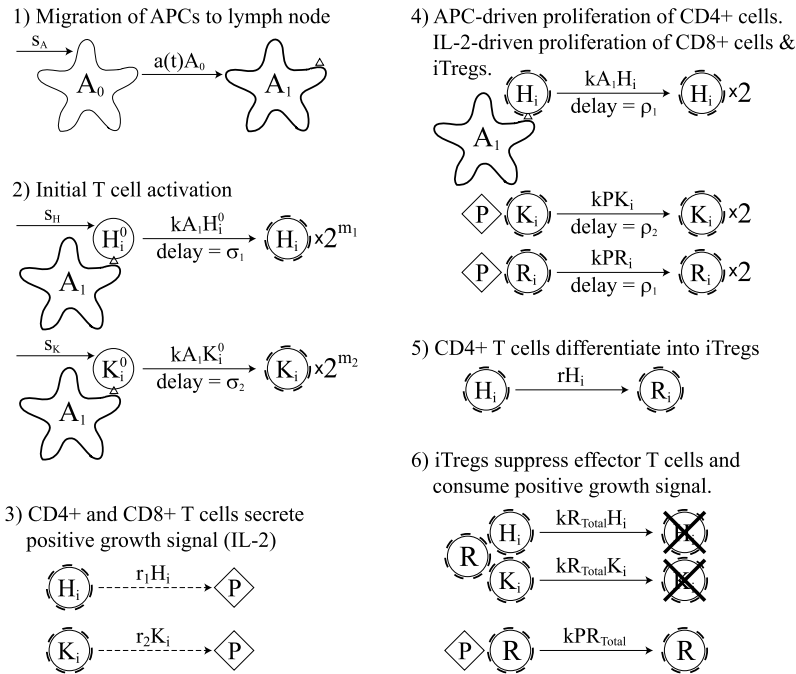 1) Migration of APCs to lymph node
s_A
A_0
a(t)A_0
A_1
2) Initial T cell activation
s_H
H_i^0
kA_1H_i^0
delay = σ_1
H_i ×2^{m_1}
A_1
s_K
K_i^0
kA_1K_i^0
delay = σ_2
K_i ×2^{m_2}
A_1
3) CD4+ and CD8+ T cells secrete
positive growth signal (IL-2)
H_i
r_1H_i
P
K_i
r_2K_i
P
4) APC-driven proliferation of CD4+ cells.
IL-2-driven proliferation of CD8+ cells &
iTregs.
H_i
kA_1H_i
delay = ρ_1
H_i ×2
A_1
P
K_i
kPK_i
delay = ρ_2
K_i ×2
P
R_i
kPR_i
delay = ρ_1
R_i ×2
5) CD4+ T cells differentiate into iTregs
H_i
rH_i
R_i
6) iTregs suppress effector T cells and
consume positive growth signal.
R
H_i
kR_{Total}H_i
H_i
K_i
kR_{Total}K_i
K_i
P
R
kPR_{Total}
R